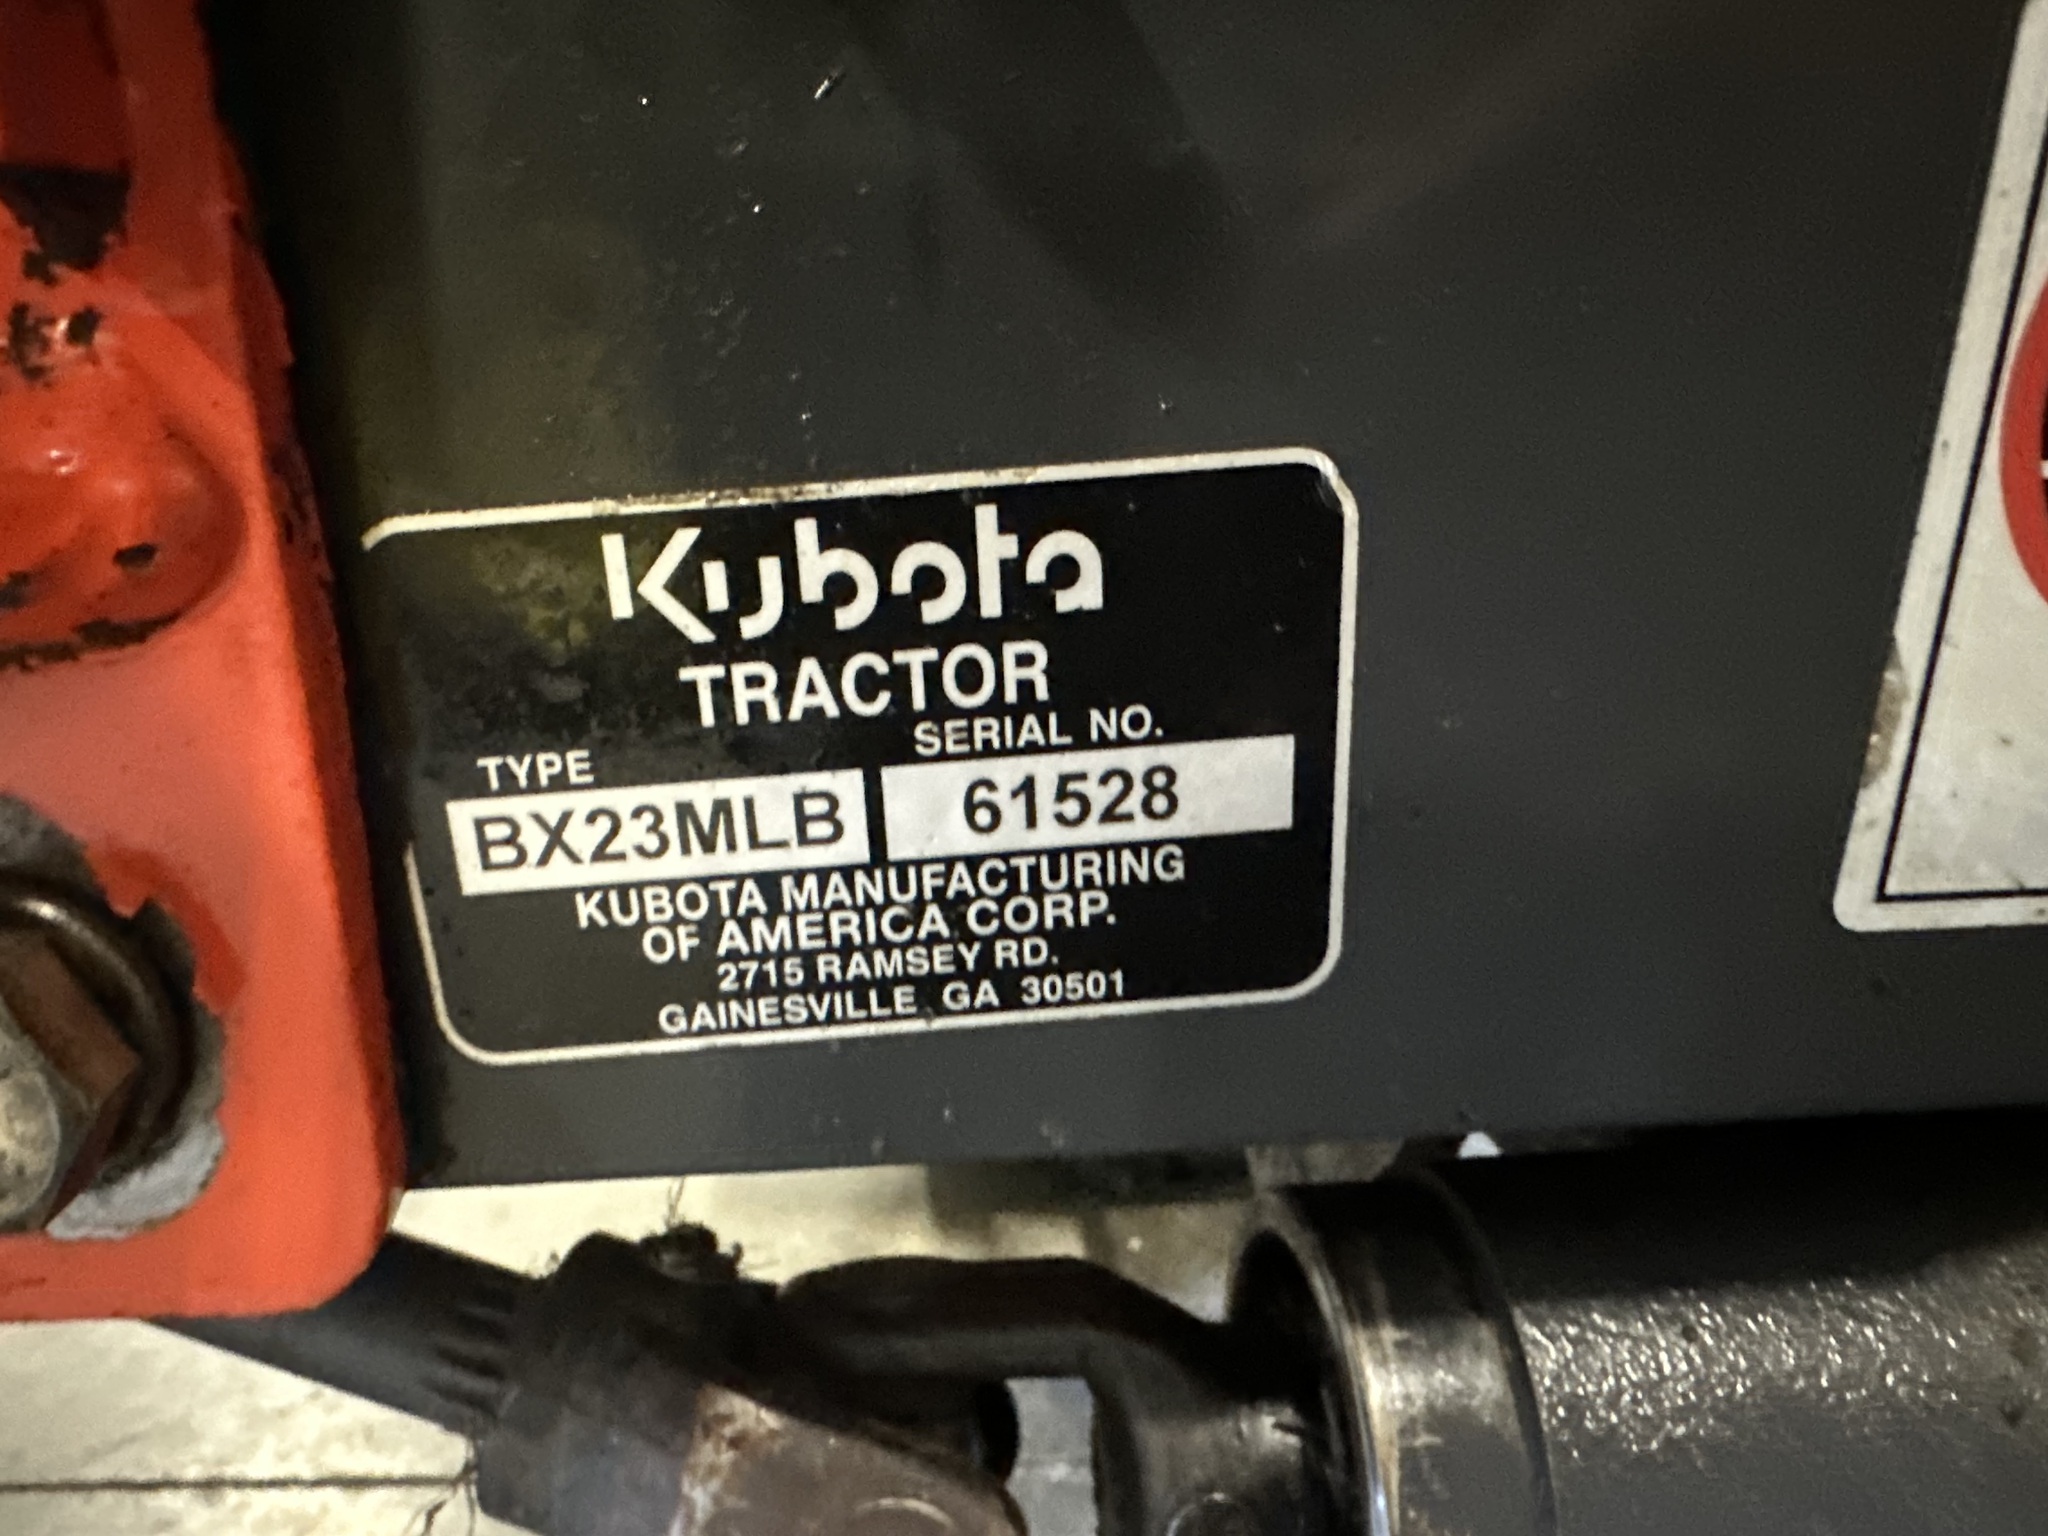 Kubota
TRACTOR
TYPE SERIAL NO.
BX23MLB 61528
KUBOTA MANUFACTURING
OF AMERICA CORP.
2715 RAMSEY RD.
GAINESVILLE, GA 30501